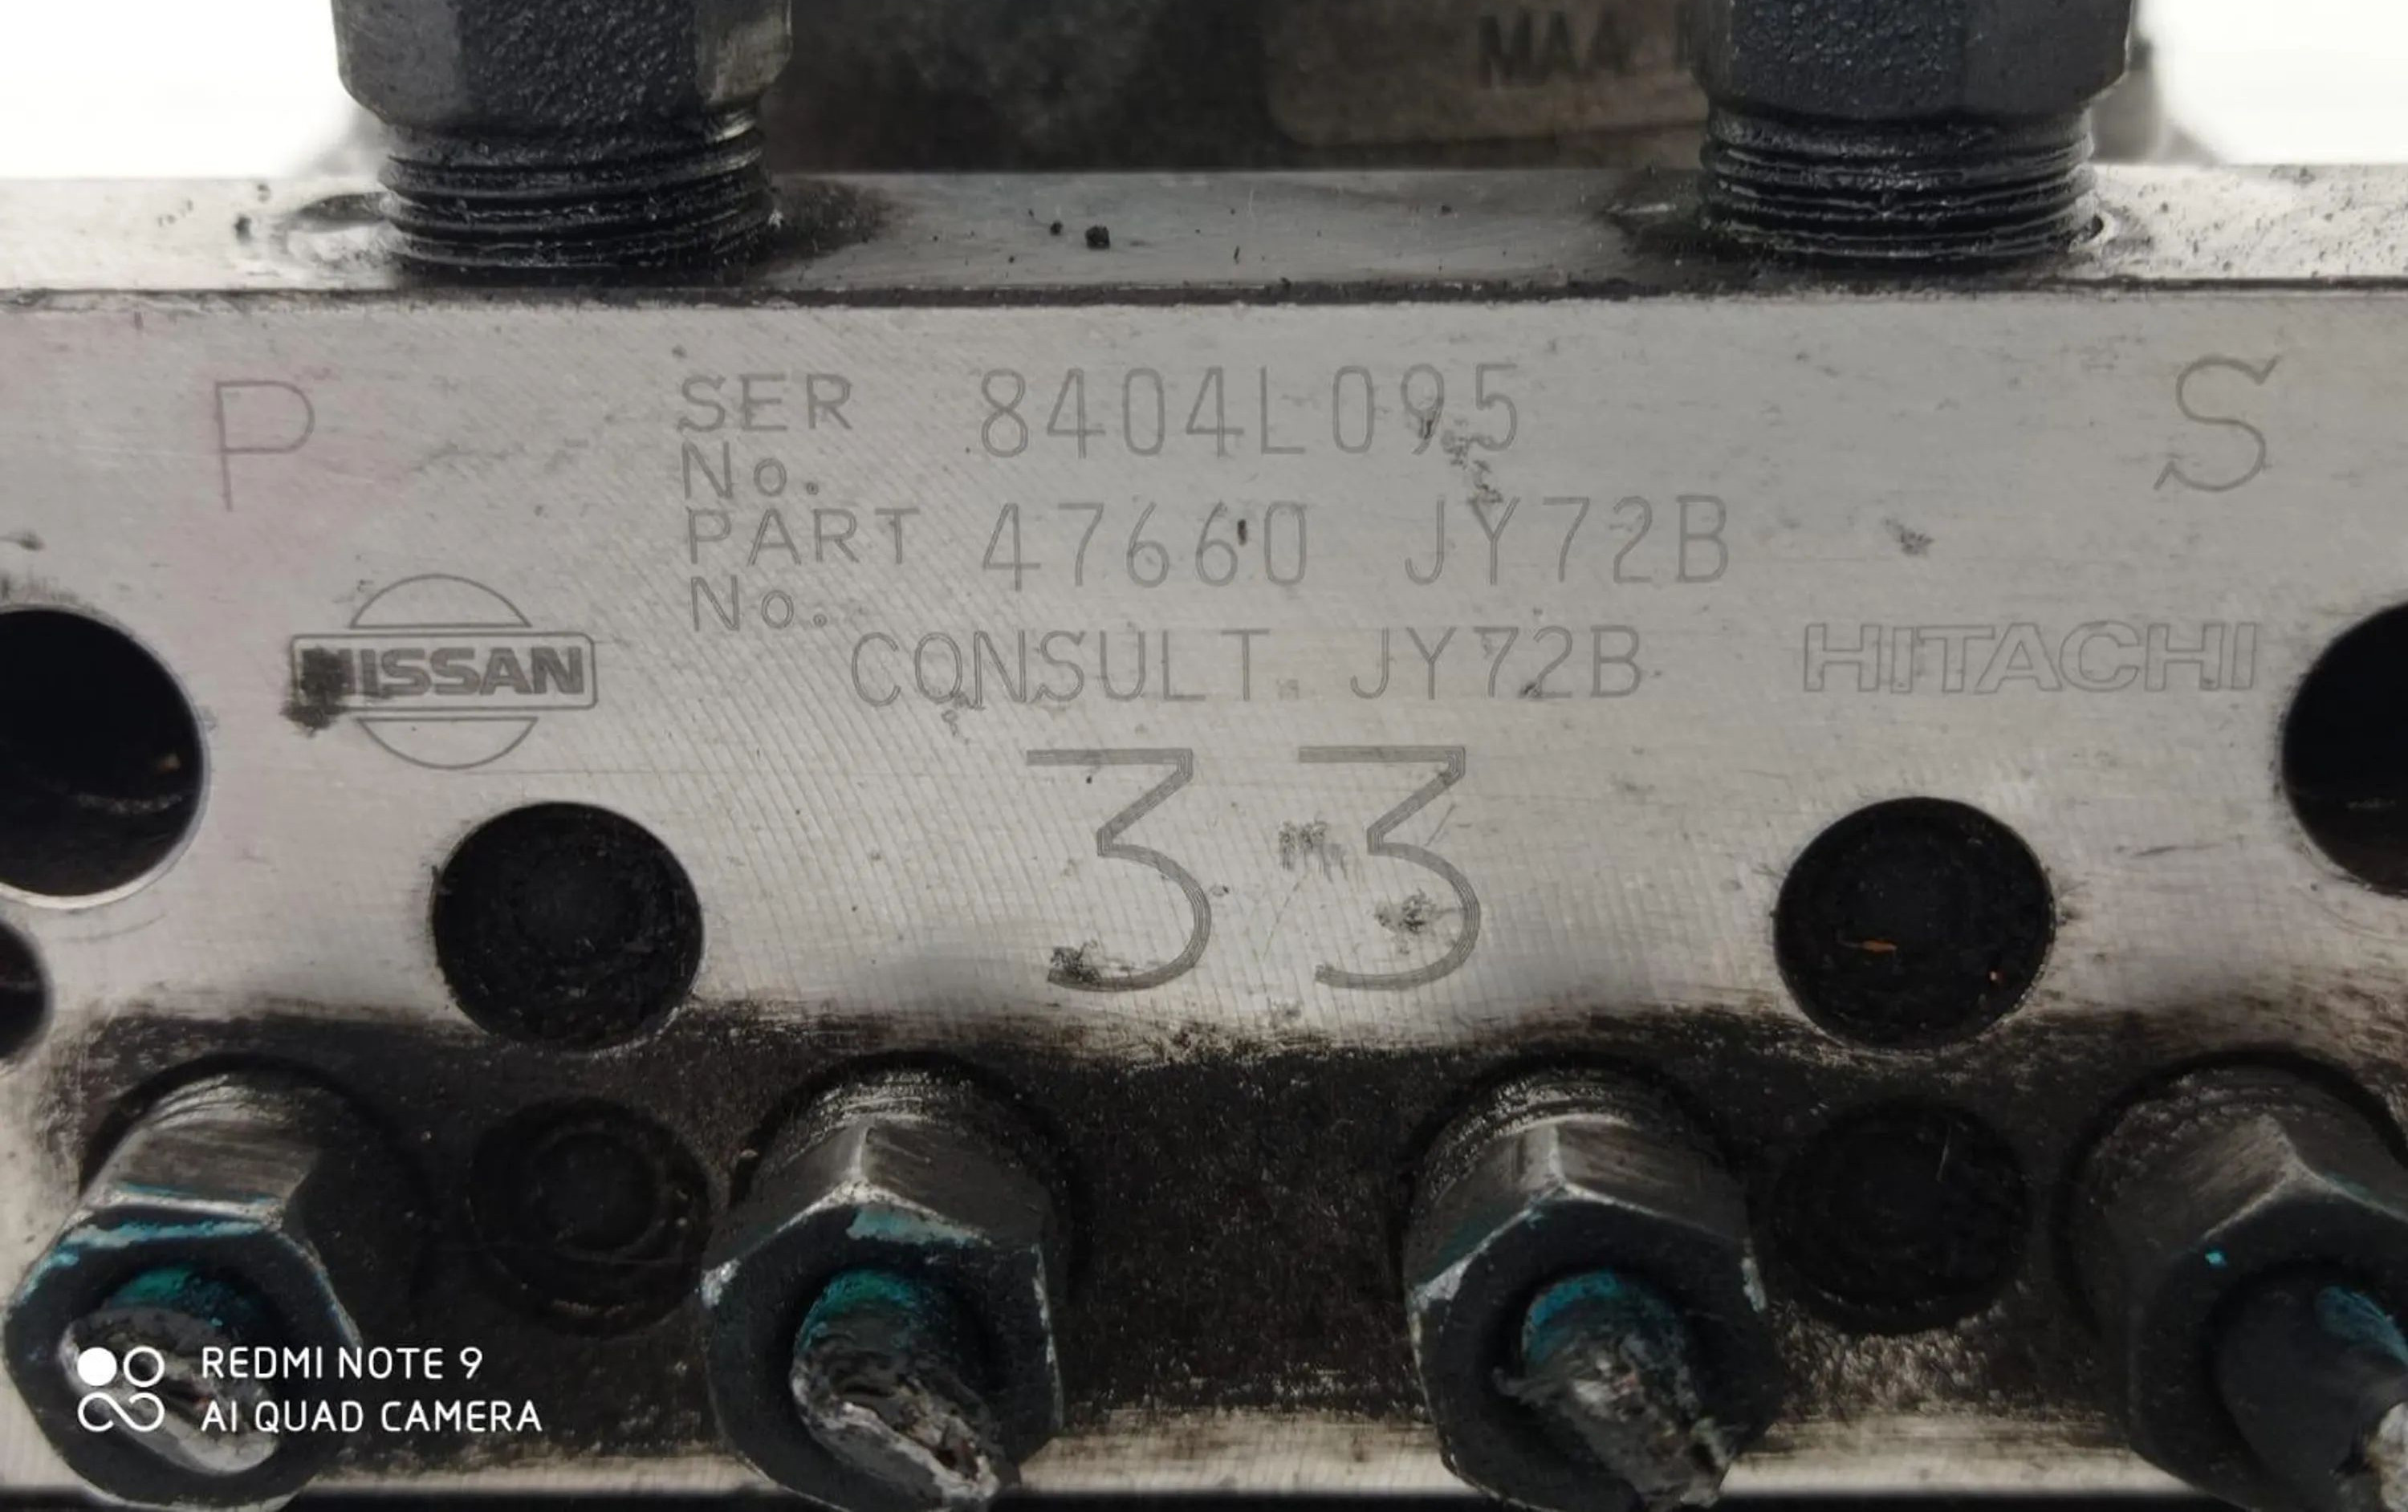 MAA
P
SER No. 8404L095
S
PART No. 47660 JY72B
NISSAN
CONSULT. JY72B
HITACHI
33
REDMI NOTE 9
AI QUAD CAMERA